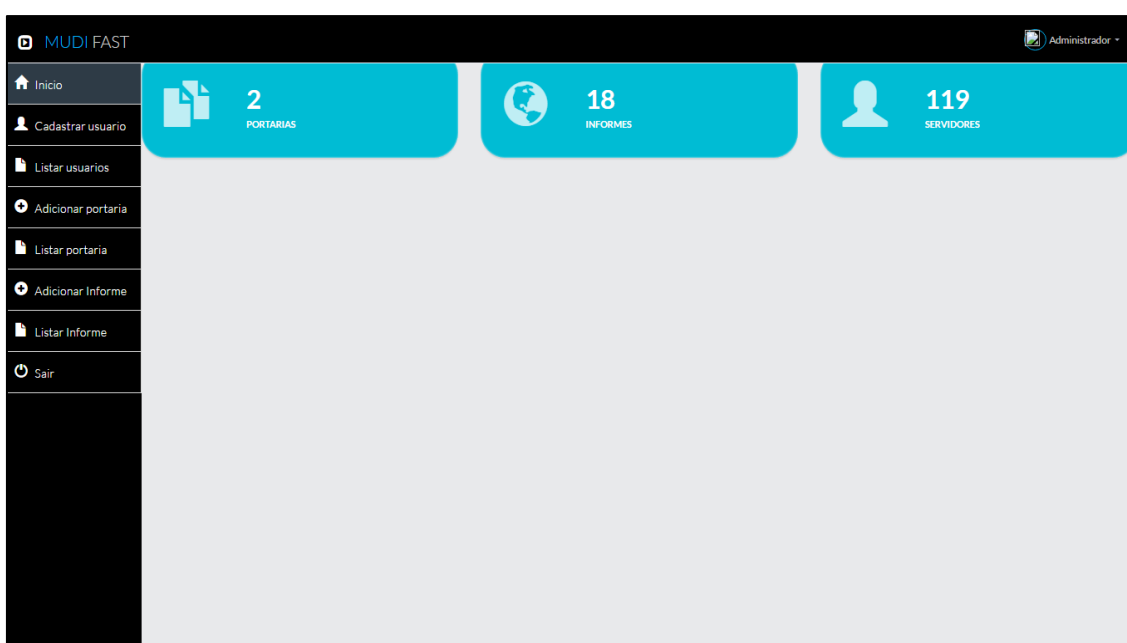 MUDI FAST
Administrador
Inicio
Cadastrar usuario
Listar usuarios
Adicionar portaria
Listar portaria
Adicionar Informe
Listar Informe
Sair
2
PORTARIAS
18
INFORMES
119
SERVIDORES